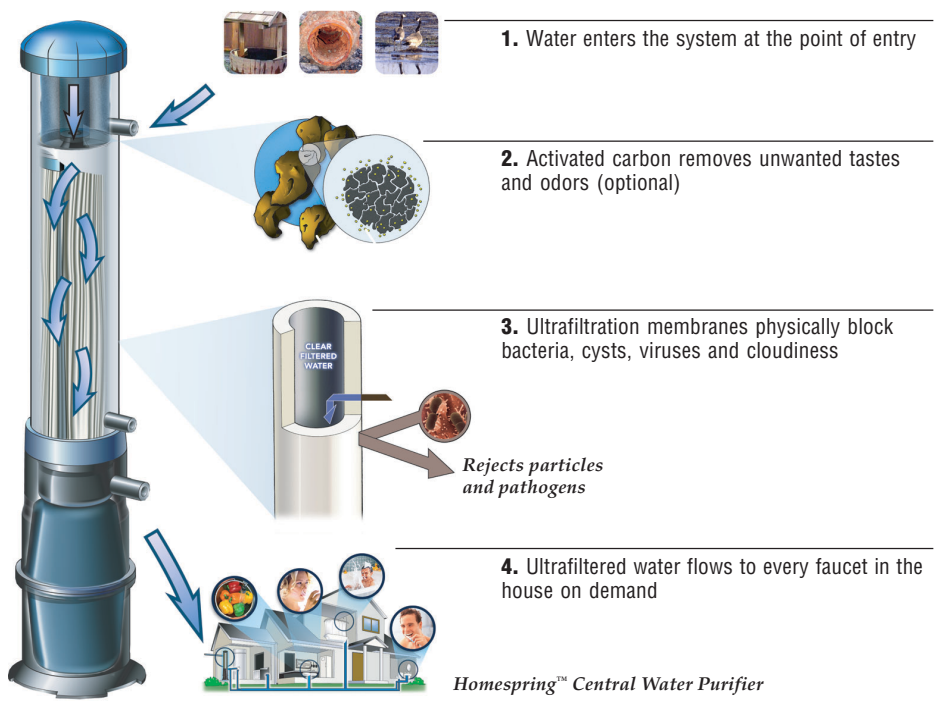 1. Water enters the system at the point of entry
2. Activated carbon removes unwanted tastes
and odors (optional)
3. Ultrafiltration membranes physically block
bacteria, cysts, viruses and cloudiness
CLEAR
FILTERED
WATER
Rejects particles
and pathogens
4. Ultrafiltered water flows to every faucet in the
house on demand
Homespring™ Central Water Purifier